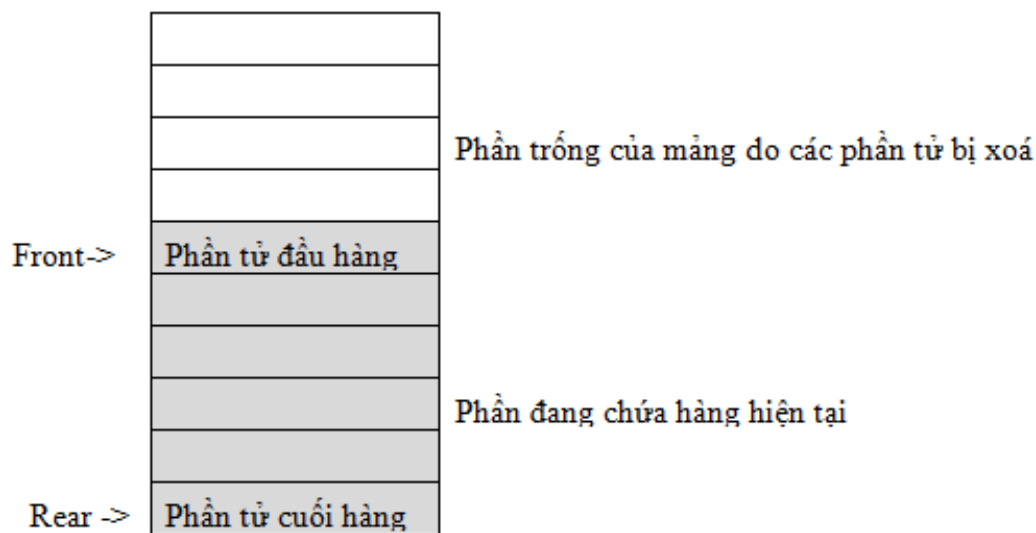 Phần trống của mảng do các phần tử bị xoá
Front-> Phần tử đầu hàng
Phần đang chứa hàng hiện tại
Rear -> Phần tử cuối hàng